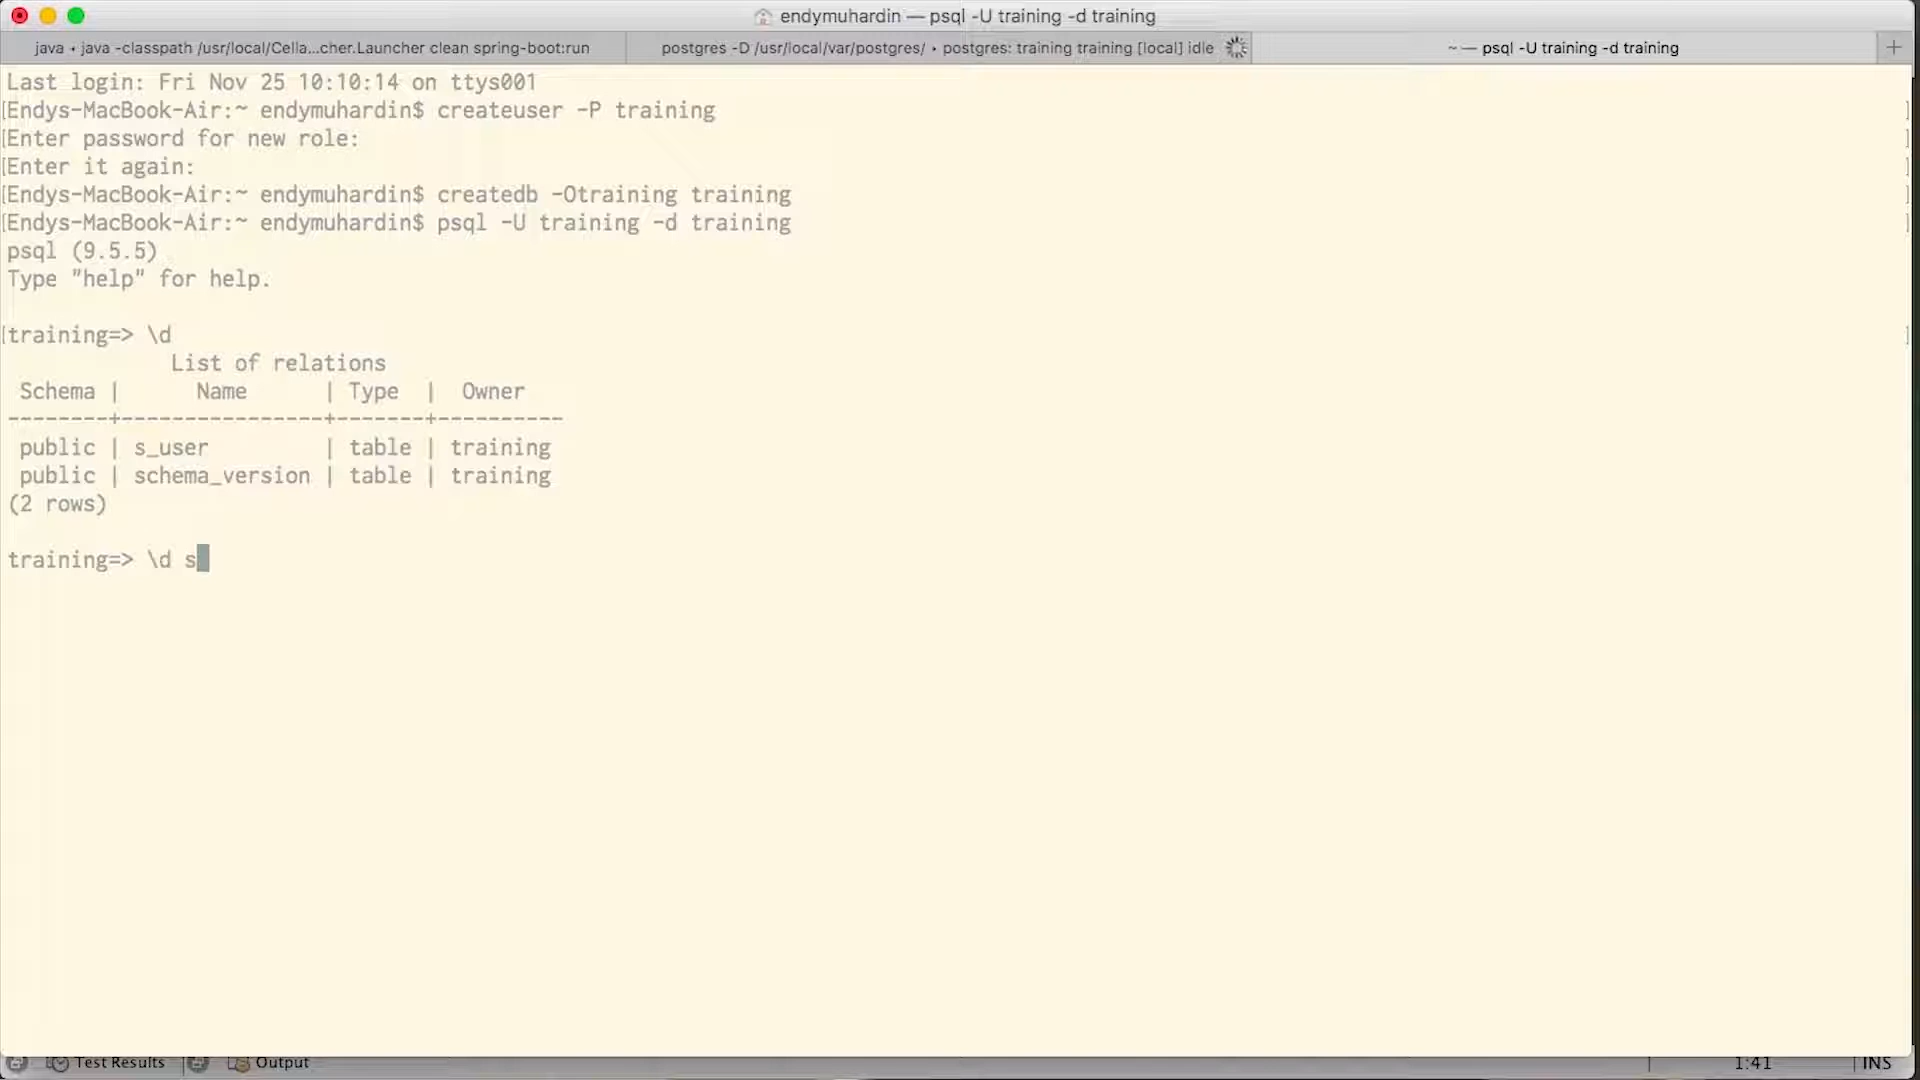 endymuhardin — psql -U training -d training
java • java -classpath /usr/local/Cella...cher.Launcher clean spring-boot:run
postgres -D /usr/local/var/postgres/ • postgres: training training [local] idle
~ — psql -U training -d training
+
Last login: Fri Nov 25 10:10:14 on ttys001
[Endys-MacBook-Air:~ endymuhardin$ createuser -P training ]
[Enter password for new role: ]
[Enter it again: ]
[Endys-MacBook-Air:~ endymuhardin$ createdb -Otraining training ]
[Endys-MacBook-Air:~ endymuhardin$ psql -U training -d training ]
psql (9.5.5)
Type "help" for help.
[training=> \d ]
List of relations
Schema | Name | Type | Owner
--------+----------------+-------+----------
public | s_user | table | training
public | schema_version | table | training
(2 rows)
training=> \d s
Test Results Output 1:41 INS